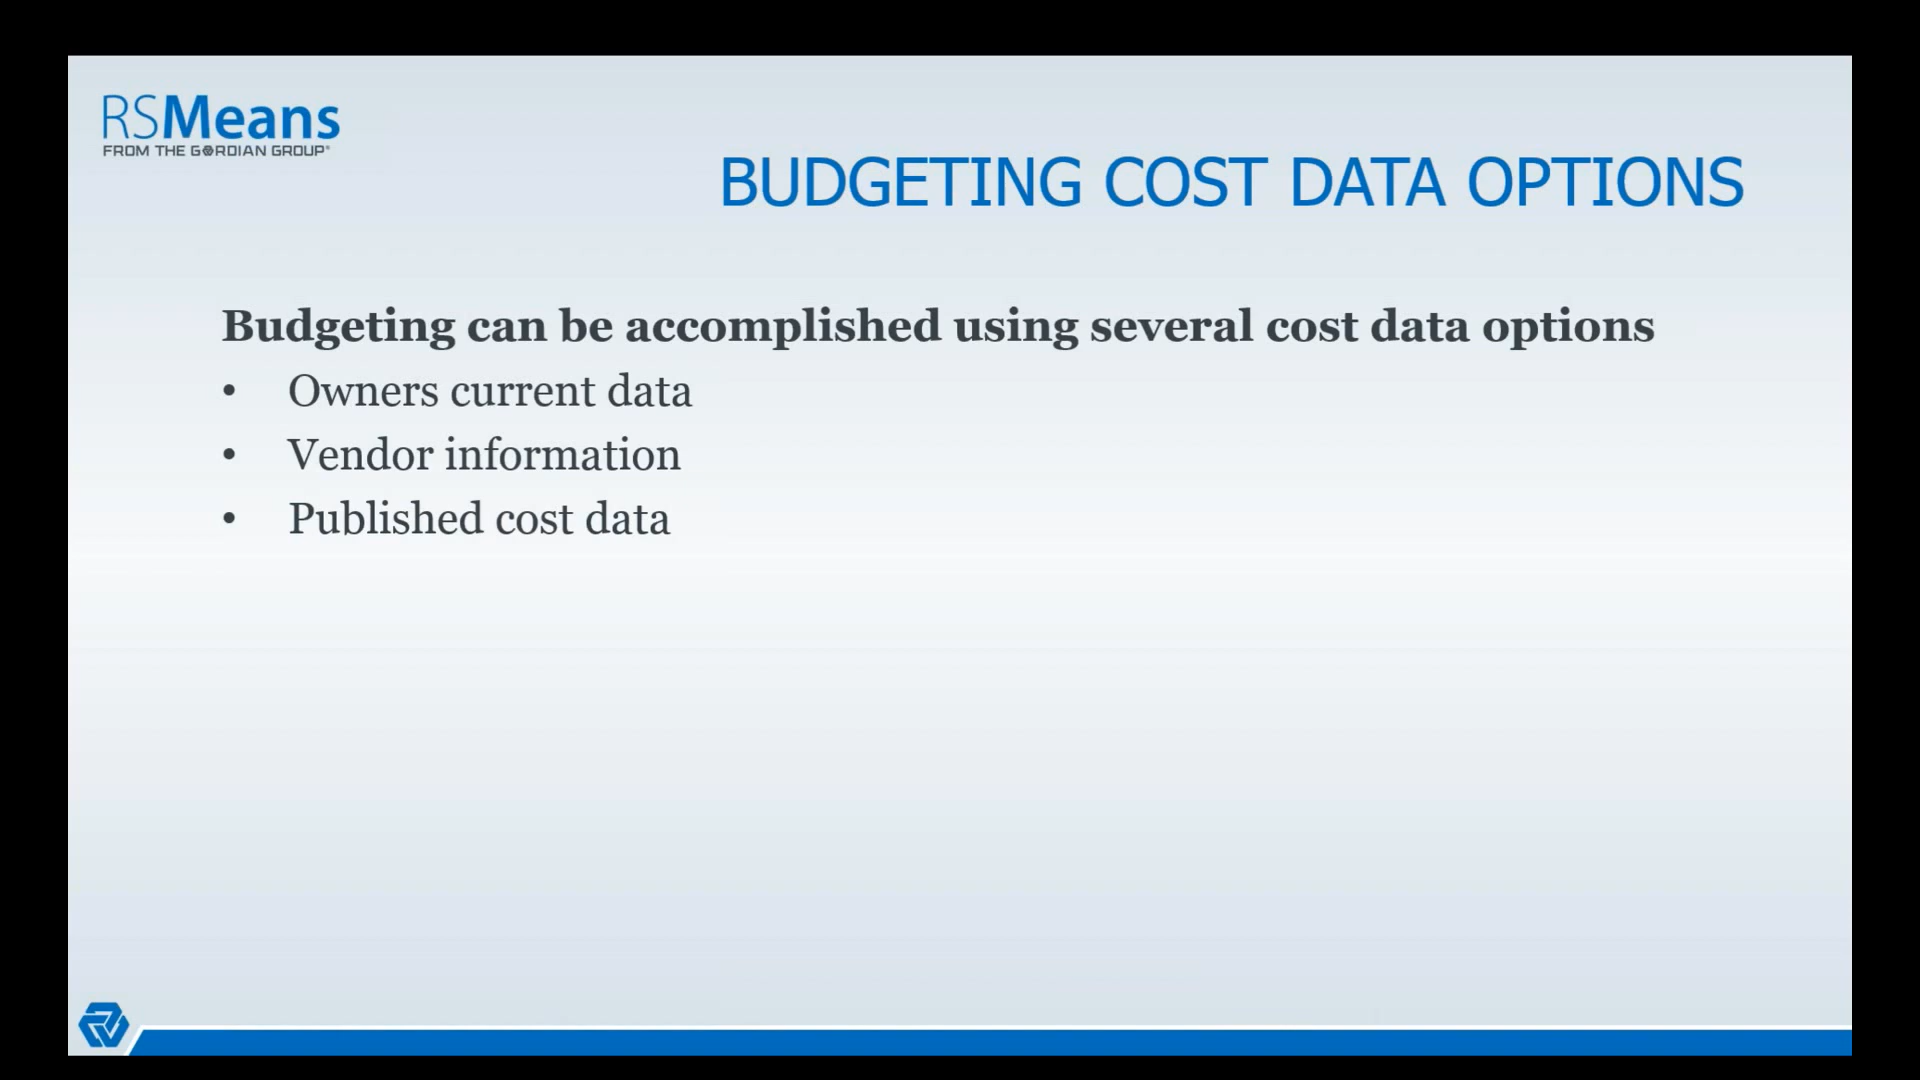 RSMeans
FROM THE GORDIAN GROUP®
BUDGETING COST DATA OPTIONS
Budgeting can be accomplished using several cost data options
• Owners current data
• Vendor information
• Published cost data